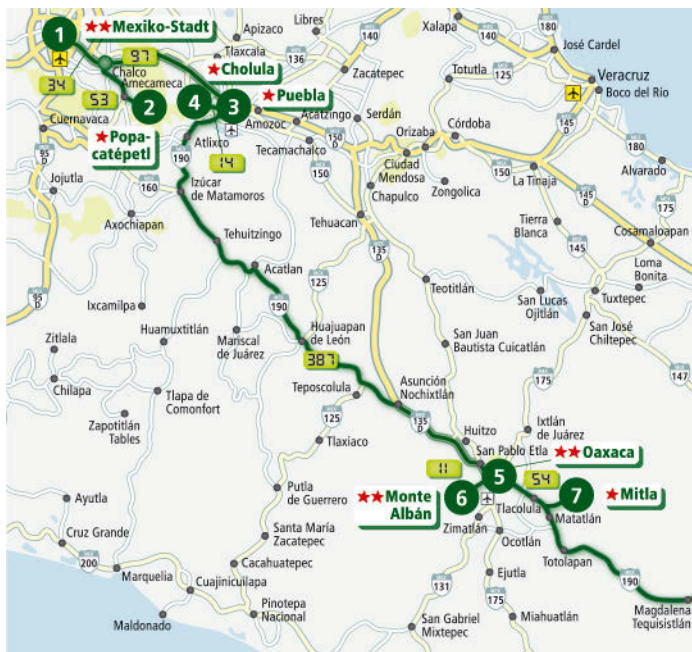 Libres
180
Apizaco
Xalapa
1
★★Mexiko-Stadt
97
136
José Cardel
180
Tlaxcala
125
Totutla
Chalco
★Cholula
Zacatepec
Veracruz
34
Amecameca
Boco del Río
53
2
4
3
★Puebla
Acatzingo
Serdán
Córdoba
Cuernavaca
Amozoc
Orizaba
★Popa-
catépetl
Atlixco
14
Tecamachalco
150
D
145
D
180
95
D
190
150
Ciudad
Mendosa
150
La Tinaja
Alvarado
Jojutla
160
Izúcar
de Matamoros
Chapulco
Zongolica
145
D
175
Axochiapan
Tehuacan
Tierra
Blanca
145
Cosamaloapan
Tehuitzingo
135
D
Loma
Bonita
Acatlan
125
Teotitlán
95
D
Ixcamilpa
190
San Lucas
Ojitlán
Tuxtepec
Huamuxtitlán
Mariscal
de Juárez
Huajuapan
de León
San Juan
Bautista Cuicatlán
San José
Chiltepec
Zitlala
387
147
Chilapa
Tlapa de
Comonfort
Teposcolula
Asunción
Nochixtlán
175
Zapotitlán
Tables
125
135
D
Huitzo
Ixtlán
de Juárez
Tlaxiaco
San Pablo Etla
★★Oaxaca
11
5
54
Putla
de Guerrero
★★Monte
Albán
6
7
★Mitla
Ayutla
Tlacolula
Matatlán
Zimatlán
Cruz Grande
Santa María
Zacatepec
Ocotlán
Totolapan
200
Cacahuatepec
Marquelia
Cuajinicuilapa
131
Ejutla
190
175
Pinotepa
Nacional
Maldonado
San Gabriel
Mixtepec
Miahuatlán
Magdalena
Tequisistlán